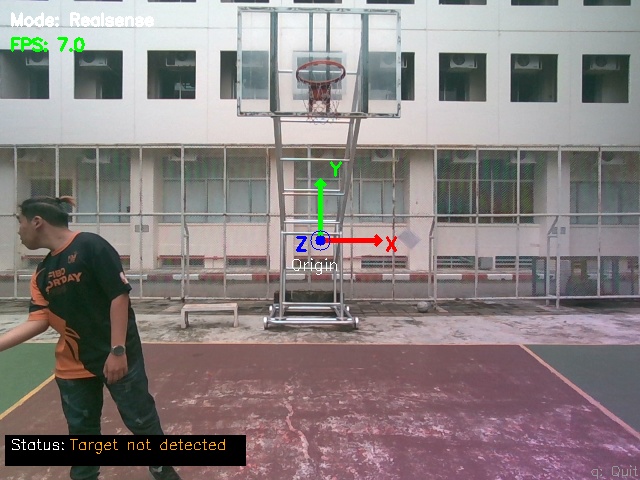 Mode: Realsense
FPS: 7.0
Y
Z
X
Origin
Status: Target not detected
q: Quit